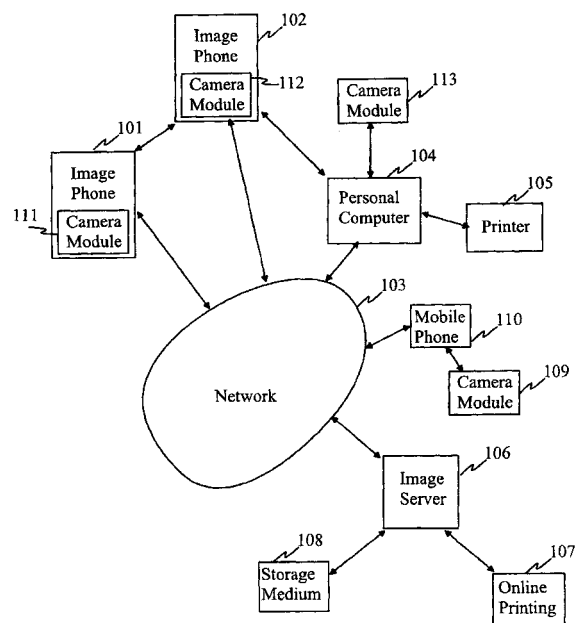 102
Image
Phone
Camera
Module
112
Camera
Module
113
101
Image
Phone
111
Camera
Module
104
Personal
Computer
105
Printer
103
Network
Mobile
Phone
110
Camera
Module
109
Image
Server
106
108
Storage
Medium
107
Online
Printing